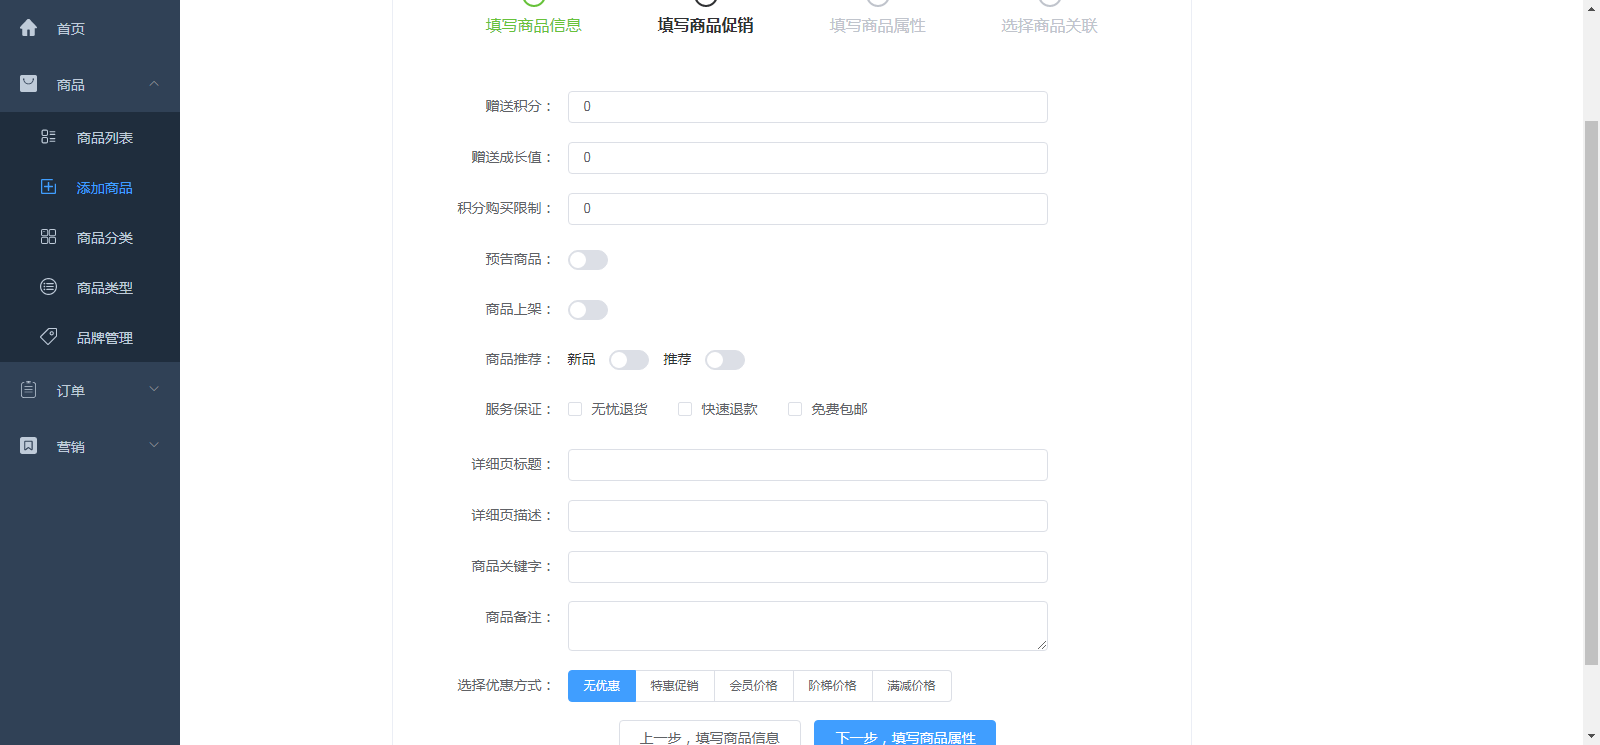 首页
商品
商品列表
添加商品
商品分类
商品类型
品牌管理
订单
营销
填写商品信息 填写商品促销 填写商品属性 选择商品关联
赠送积分： 0
赠送成长值： 0
积分购买限制： 0
预告商品：
商品上架：
商品推荐： 新品 推荐
服务保证： 无忧退货 快速退款 免费包邮
详细页标题：
详细页描述：
商品关键字：
商品备注：
选择优惠方式： 无优惠 特惠促销 会员价格 阶梯价格 满减价格
上一步，填写商品信息 下一步，填写商品属性